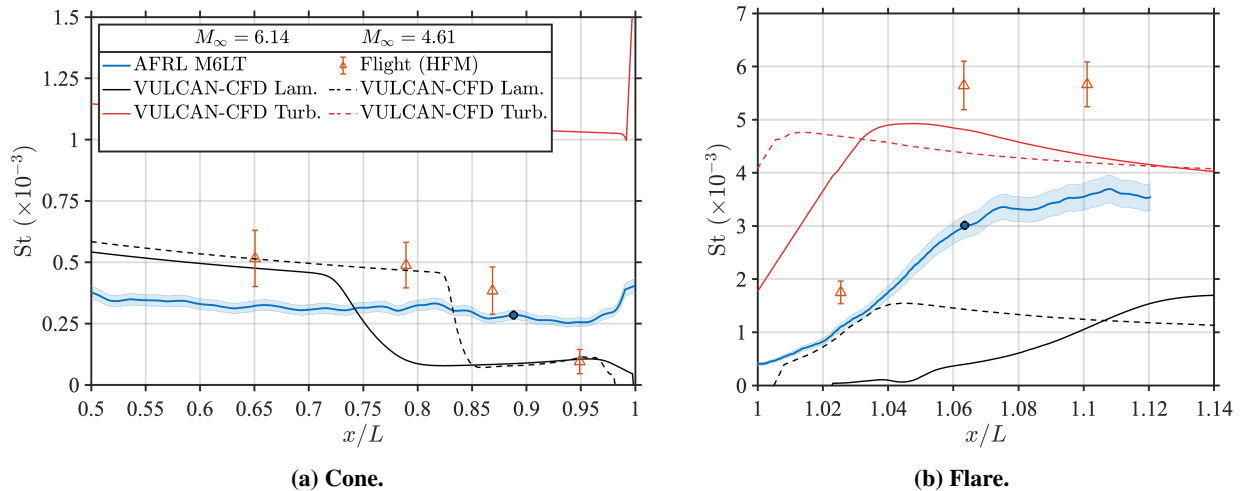 M∞ = 6.14 M∞ = 4.61
AFRL M6LT Flight (HFM)
VULCAN-CFD Lam. VULCAN-CFD Lam.
VULCAN-CFD Turb. VULCAN-CFD Turb.
St (×10⁻³)
1.5
1.25
1
0.75
0.5
0.25
0
0.5 0.55 0.6 0.65 0.7 0.75 0.8 0.85 0.9 0.95 1
x/L
(a) Cone.
St (×10⁻³)
7
6
5
4
3
2
1
0
1 1.02 1.04 1.06 1.08 1.1 1.12 1.14
x/L
(b) Flare.